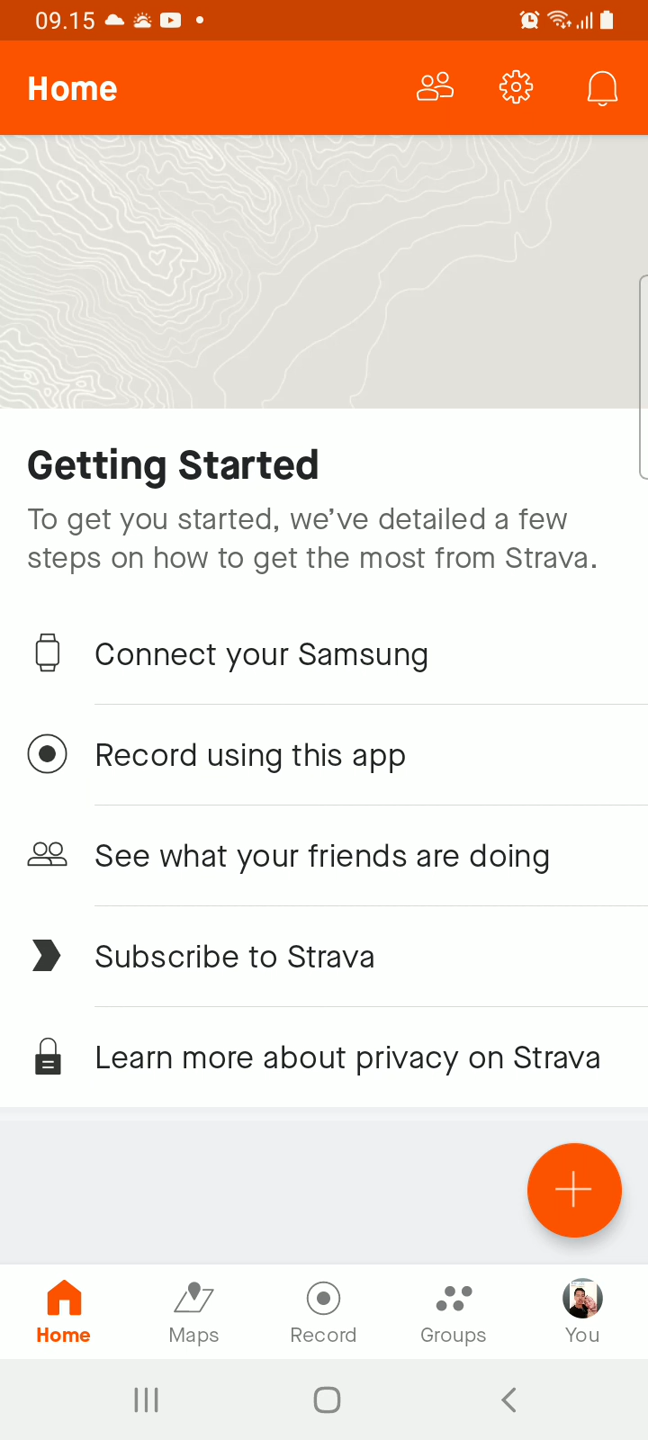 09.15
Home
Getting Started
To get you started, we’ve detailed a few
steps on how to get the most from Strava.
Connect your Samsung
Record using this app
See what your friends are doing
Subscribe to Strava
Learn more about privacy on Strava
Home
Maps
Record
Groups
You